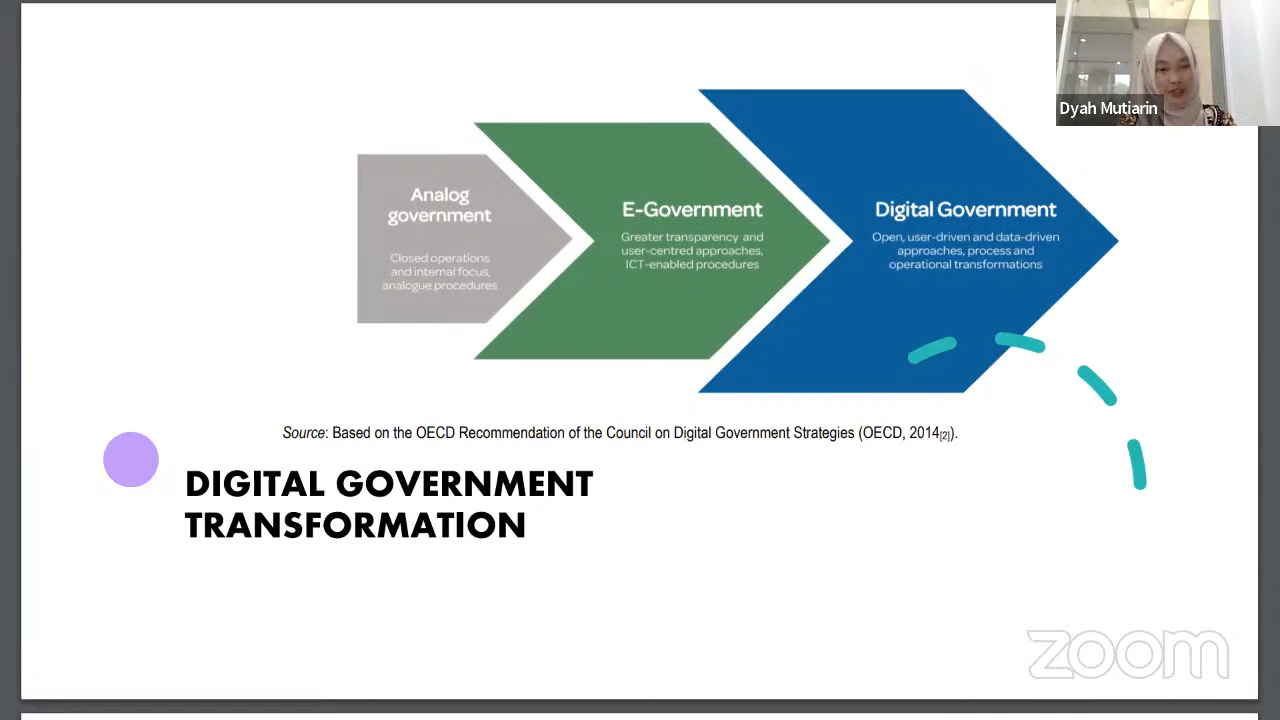 Dyah Mutiarin
Analog
government
Closed operations
and internal focus,
analogue procedures
E-Government
Greater transparency and
user-centred approaches,
ICT-enabled procedures
Digital Government
Open, user-driven and data-driven
approaches, process and
operational transformations
Source: Based on the OECD Recommendation of the Council on Digital Government Strategies (OECD, 2014[2]).
DIGITAL GOVERNMENT
TRANSFORMATION
zoom